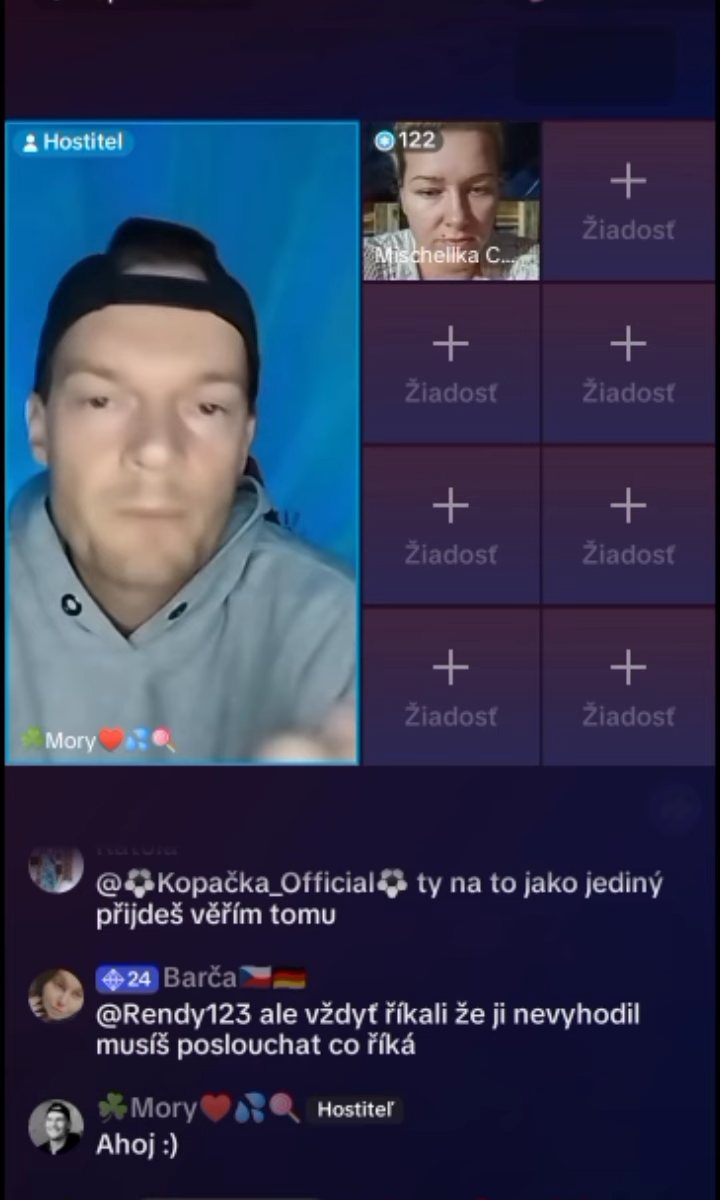 Hostitel
122
Mischellka C...
Žiadosť
Žiadosť
Žiadosť
Žiadosť
Žiadosť
Žiadosť
Žiadosť
☘️Mory❤️💦🍭
@⚽Kopačka_Official⚽ ty na to jako jediný
přijdeš věřím tomu
24 Barča🇨🇿🇩🇪
@Rendy123 ale vždyť říkali že ji nevyhodil
musíš poslouchat co říká
☘️Mory❤️💦🍭 Hostiteľ
Ahoj :)